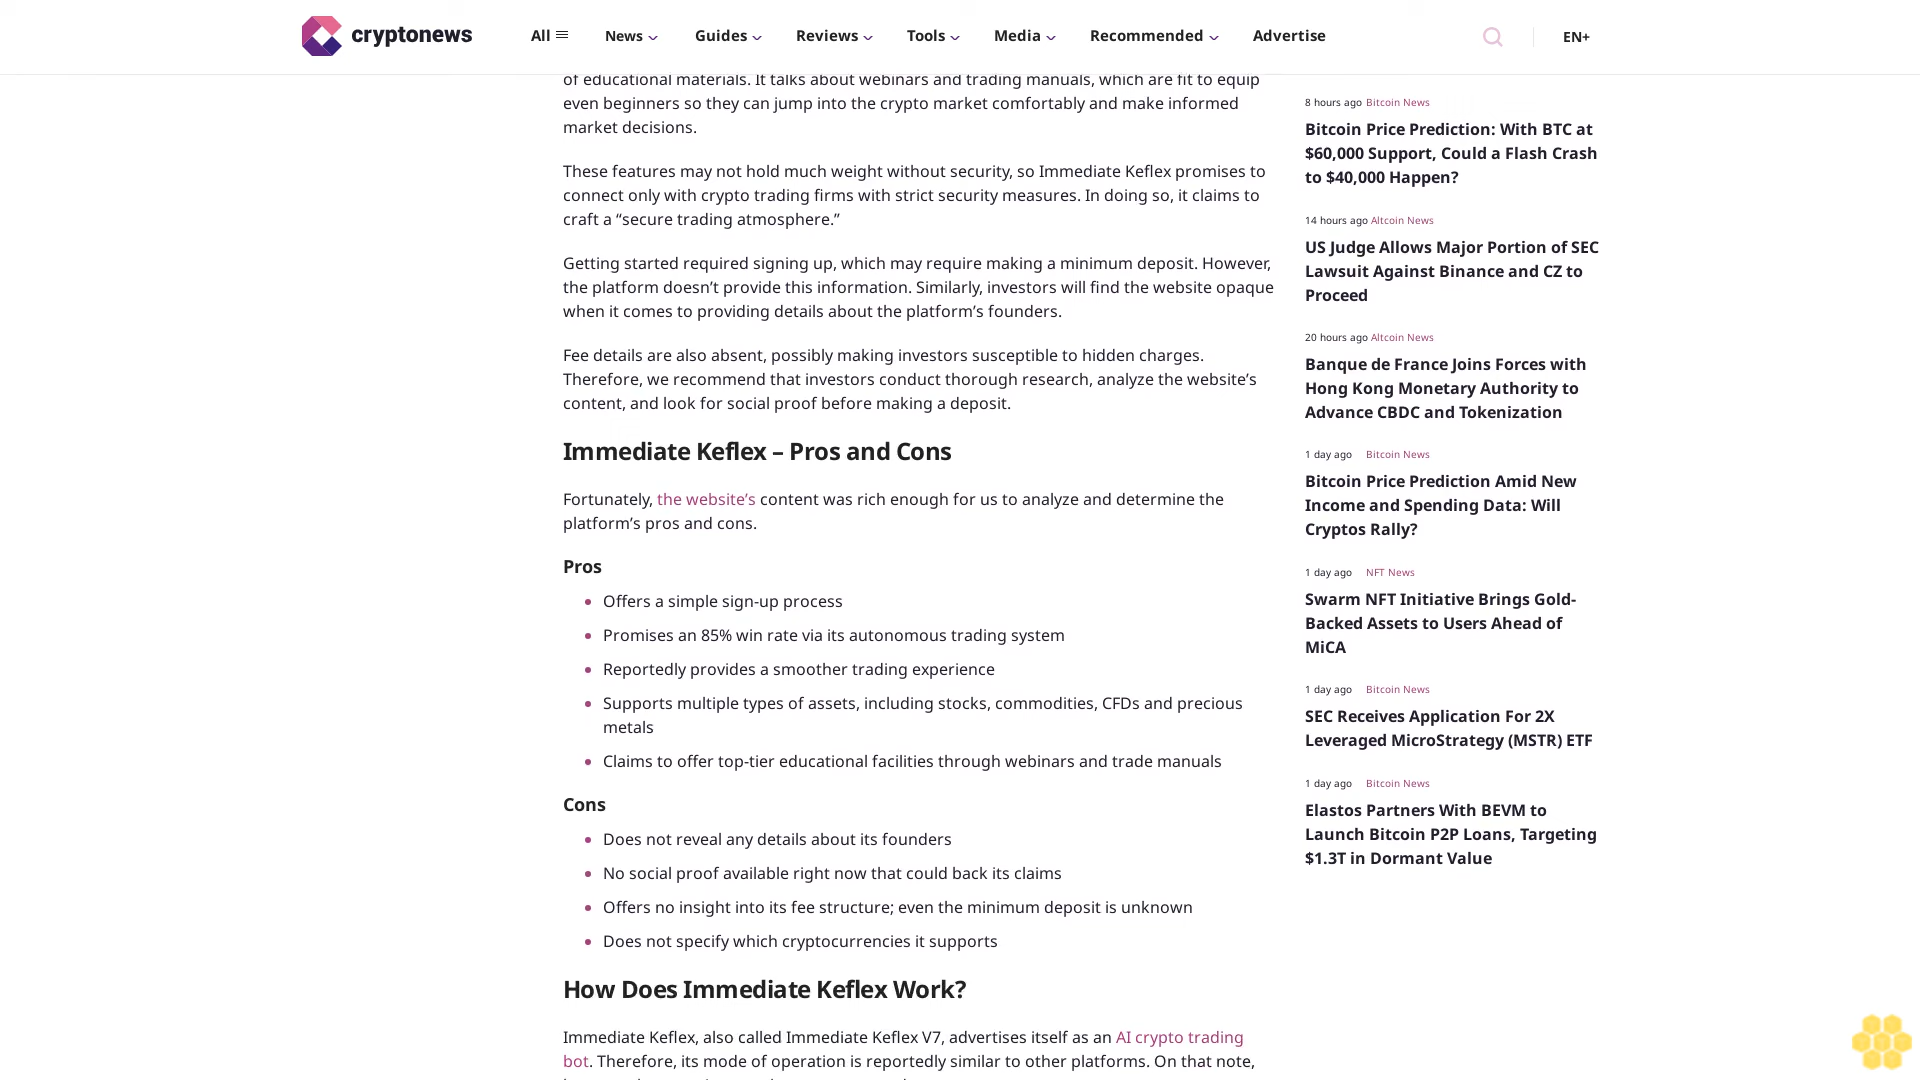 cryptonews
All
News
Guides
Reviews
Tools
Media
Recommended
Advertise
EN+
of educational materials. It talks about webinars and trading manuals, which are fit to equip
even beginners so they can jump into the crypto market comfortably and make informed
market decisions.
These features may not hold much weight without security, so Immediate Keflex promises to
connect only with crypto trading firms with strict security measures. In doing so, it claims to
craft a “secure trading atmosphere.”
Getting started required signing up, which may require making a minimum deposit. However,
the platform doesn’t provide this information. Similarly, investors will find the website opaque
when it comes to providing details about the platform’s founders.
Fee details are also absent, possibly making investors susceptible to hidden charges.
Therefore, we recommend that investors conduct thorough research, analyze the website’s
content, and look for social proof before making a deposit.
Immediate Keflex – Pros and Cons
Fortunately, the website’s content was rich enough for us to analyze and determine the
platform’s pros and cons.
Pros
Offers a simple sign-up process
Promises an 85% win rate via its autonomous trading system
Reportedly provides a smoother trading experience
Supports multiple types of assets, including stocks, commodities, CFDs and precious
metals
Claims to offer top-tier educational facilities through webinars and trade manuals
Cons
Does not reveal any details about its founders
No social proof available right now that could back its claims
Offers no insight into its fee structure; even the minimum deposit is unknown
Does not specify which cryptocurrencies it supports
How Does Immediate Keflex Work?
Immediate Keflex, also called Immediate Keflex V7, advertises itself as an AI crypto trading
bot. Therefore, its mode of operation is reportedly similar to other platforms. On that note,
8 hours ago Bitcoin News
Bitcoin Price Prediction: With BTC at
$60,000 Support, Could a Flash Crash
to $40,000 Happen?
14 hours ago Altcoin News
US Judge Allows Major Portion of SEC
Lawsuit Against Binance and CZ to
Proceed
20 hours ago Altcoin News
Banque de France Joins Forces with
Hong Kong Monetary Authority to
Advance CBDC and Tokenization
1 day ago Bitcoin News
Bitcoin Price Prediction Amid New
Income and Spending Data: Will
Cryptos Rally?
1 day ago NFT News
Swarm NFT Initiative Brings Gold-
Backed Assets to Users Ahead of
MiCA
1 day ago Bitcoin News
SEC Receives Application For 2X
Leveraged MicroStrategy (MSTR) ETF
1 day ago Bitcoin News
Elastos Partners With BEVM to
Launch Bitcoin P2P Loans, Targeting
$1.3T in Dormant Value